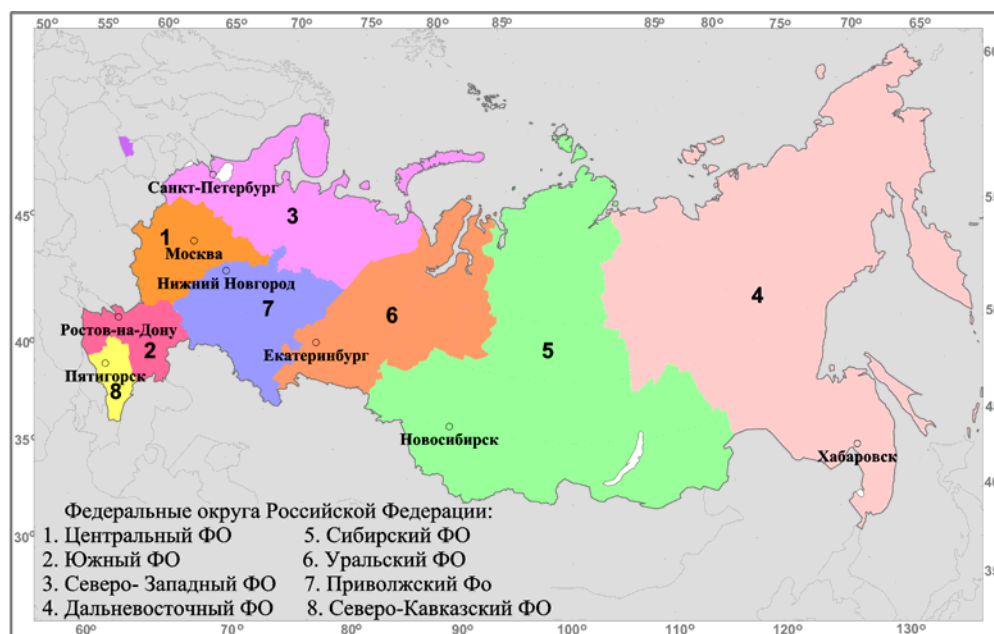 50° 55° 60° 65° 70° 75° 80° 85° 85° 80° 75° 70° 65°
Санкт-Петербург
3
45°
1
Москва
Нижний Новгород
7
4
6
Ростов-на-Дону
2
Екатеринбург
5
40°
Пятигорск
8
Новосибирск
Хабаровск
35°
40°
Федеральные округа Российской Федерации:
1. Центральный ФО 5. Сибирский ФО
2. Южный ФО 6. Уральский ФО
30°
3. Северо- Западный ФО 7. Приволжский Фо
4. Дальневосточный ФО 8. Северо-Кавказский ФО
60° 70° 80° 90° 100° 110° 130°